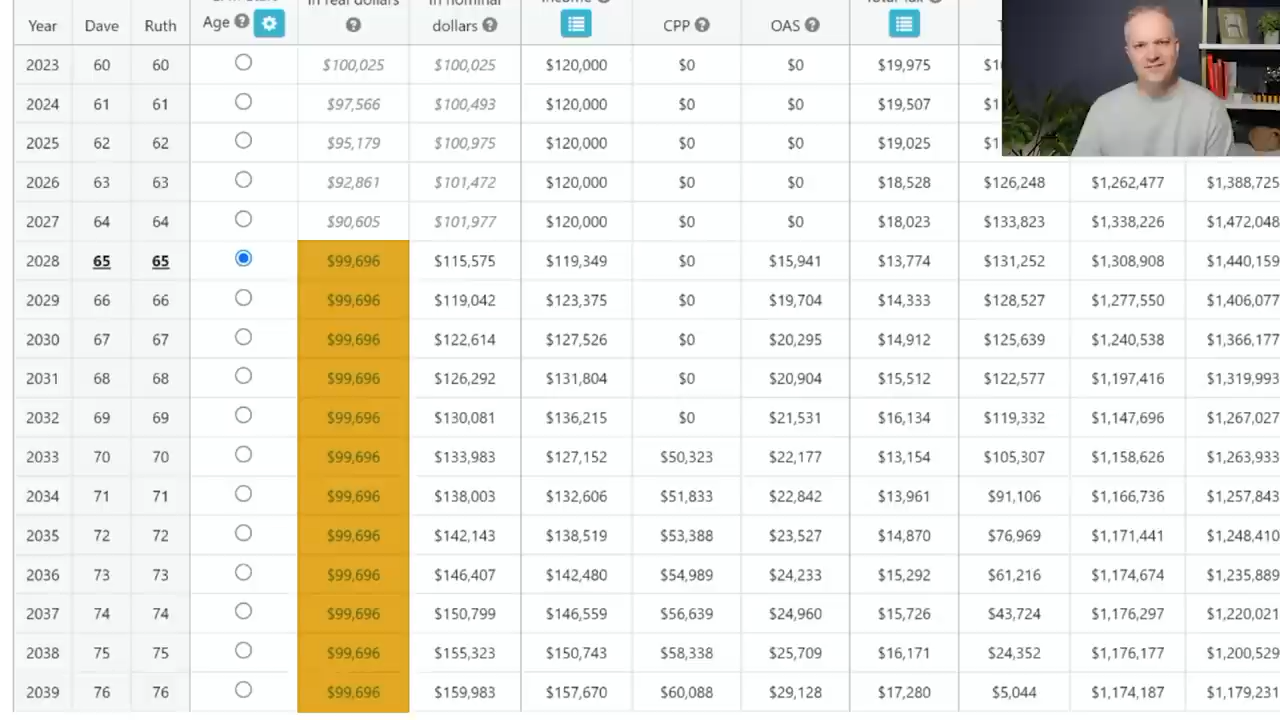 in real dollars in nominal Income Total Tax
Year Dave Ruth Age dollars CPP OAS
2023 60 60 $100,025 $100,025 $120,000 $0 $0 $19,975
2024 61 61 $97,566 $100,493 $120,000 $0 $0 $19,507
2025 62 62 $95,179 $100,975 $120,000 $0 $0 $19,025
2026 63 63 $92,861 $101,472 $120,000 $0 $0 $18,528 $126,248 $1,262,477 $1,388,725
2027 64 64 $90,605 $101,977 $120,000 $0 $0 $18,023 $133,823 $1,338,226 $1,472,048
2028 65 65 $99,696 $115,575 $119,349 $0 $15,941 $13,774 $131,252 $1,308,908 $1,440,159
2029 66 66 $99,696 $119,042 $123,375 $0 $19,704 $14,333 $128,527 $1,277,550 $1,406,077
2030 67 67 $99,696 $122,614 $127,526 $0 $20,295 $14,912 $125,639 $1,240,538 $1,366,177
2031 68 68 $99,696 $126,292 $131,804 $0 $20,904 $15,512 $122,577 $1,197,416 $1,319,993
2032 69 69 $99,696 $130,081 $136,215 $0 $21,531 $16,134 $119,332 $1,147,696 $1,267,027
2033 70 70 $99,696 $133,983 $127,152 $50,323 $22,177 $13,154 $105,307 $1,158,626 $1,263,933
2034 71 71 $99,696 $138,003 $132,606 $51,833 $22,842 $13,961 $91,106 $1,166,736 $1,257,843
2035 72 72 $99,696 $142,143 $138,519 $53,388 $23,527 $14,870 $76,969 $1,171,441 $1,248,410
2036 73 73 $99,696 $146,407 $142,480 $54,989 $24,233 $15,292 $61,216 $1,174,674 $1,235,889
2037 74 74 $99,696 $150,799 $146,559 $56,639 $24,960 $15,726 $43,724 $1,176,297 $1,220,021
2038 75 75 $99,696 $155,323 $150,743 $58,338 $25,709 $16,171 $24,352 $1,176,177 $1,200,529
2039 76 76 $99,696 $159,983 $157,670 $60,088 $29,128 $17,280 $5,044 $1,174,187 $1,179,231